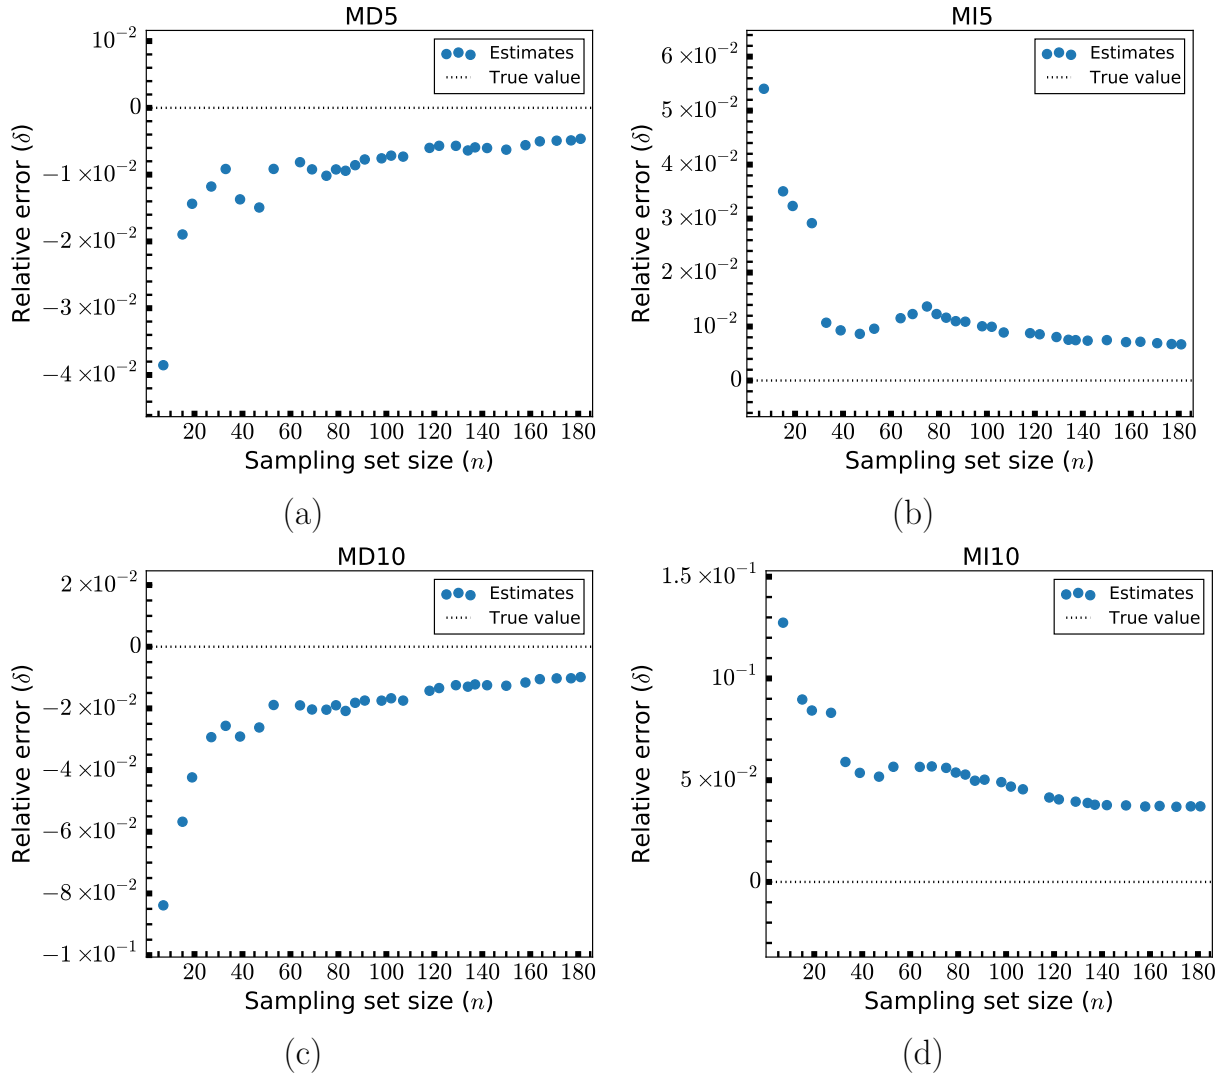 MD5
Relative error (δ)
10⁻²
0
−1 ×10⁻²
−2 ×10⁻²
−3 ×10⁻²
−4 ×10⁻²
Estimates
True value
20 40 60 80 100 120 140 160 180
Sampling set size (n)
(a)
MI5
Relative error (δ)
6 ×10⁻²
5 ×10⁻²
4 ×10⁻²
3 ×10⁻²
2 ×10⁻²
10⁻²
0
Estimates
True value
20 40 60 80 100 120 140 160 180
Sampling set size (n)
(b)
MD10
Relative error (δ)
2 ×10⁻²
0
−2 ×10⁻²
−4 ×10⁻²
−6 ×10⁻²
−8 ×10⁻²
−1 ×10⁻¹
Estimates
True value
20 40 60 80 100 120 140 160 180
Sampling set size (n)
(c)
MI10
Relative error (δ)
1.5 ×10⁻¹
10⁻¹
5 ×10⁻²
0
Estimates
True value
20 40 60 80 100 120 140 160 180
Sampling set size (n)
(d)